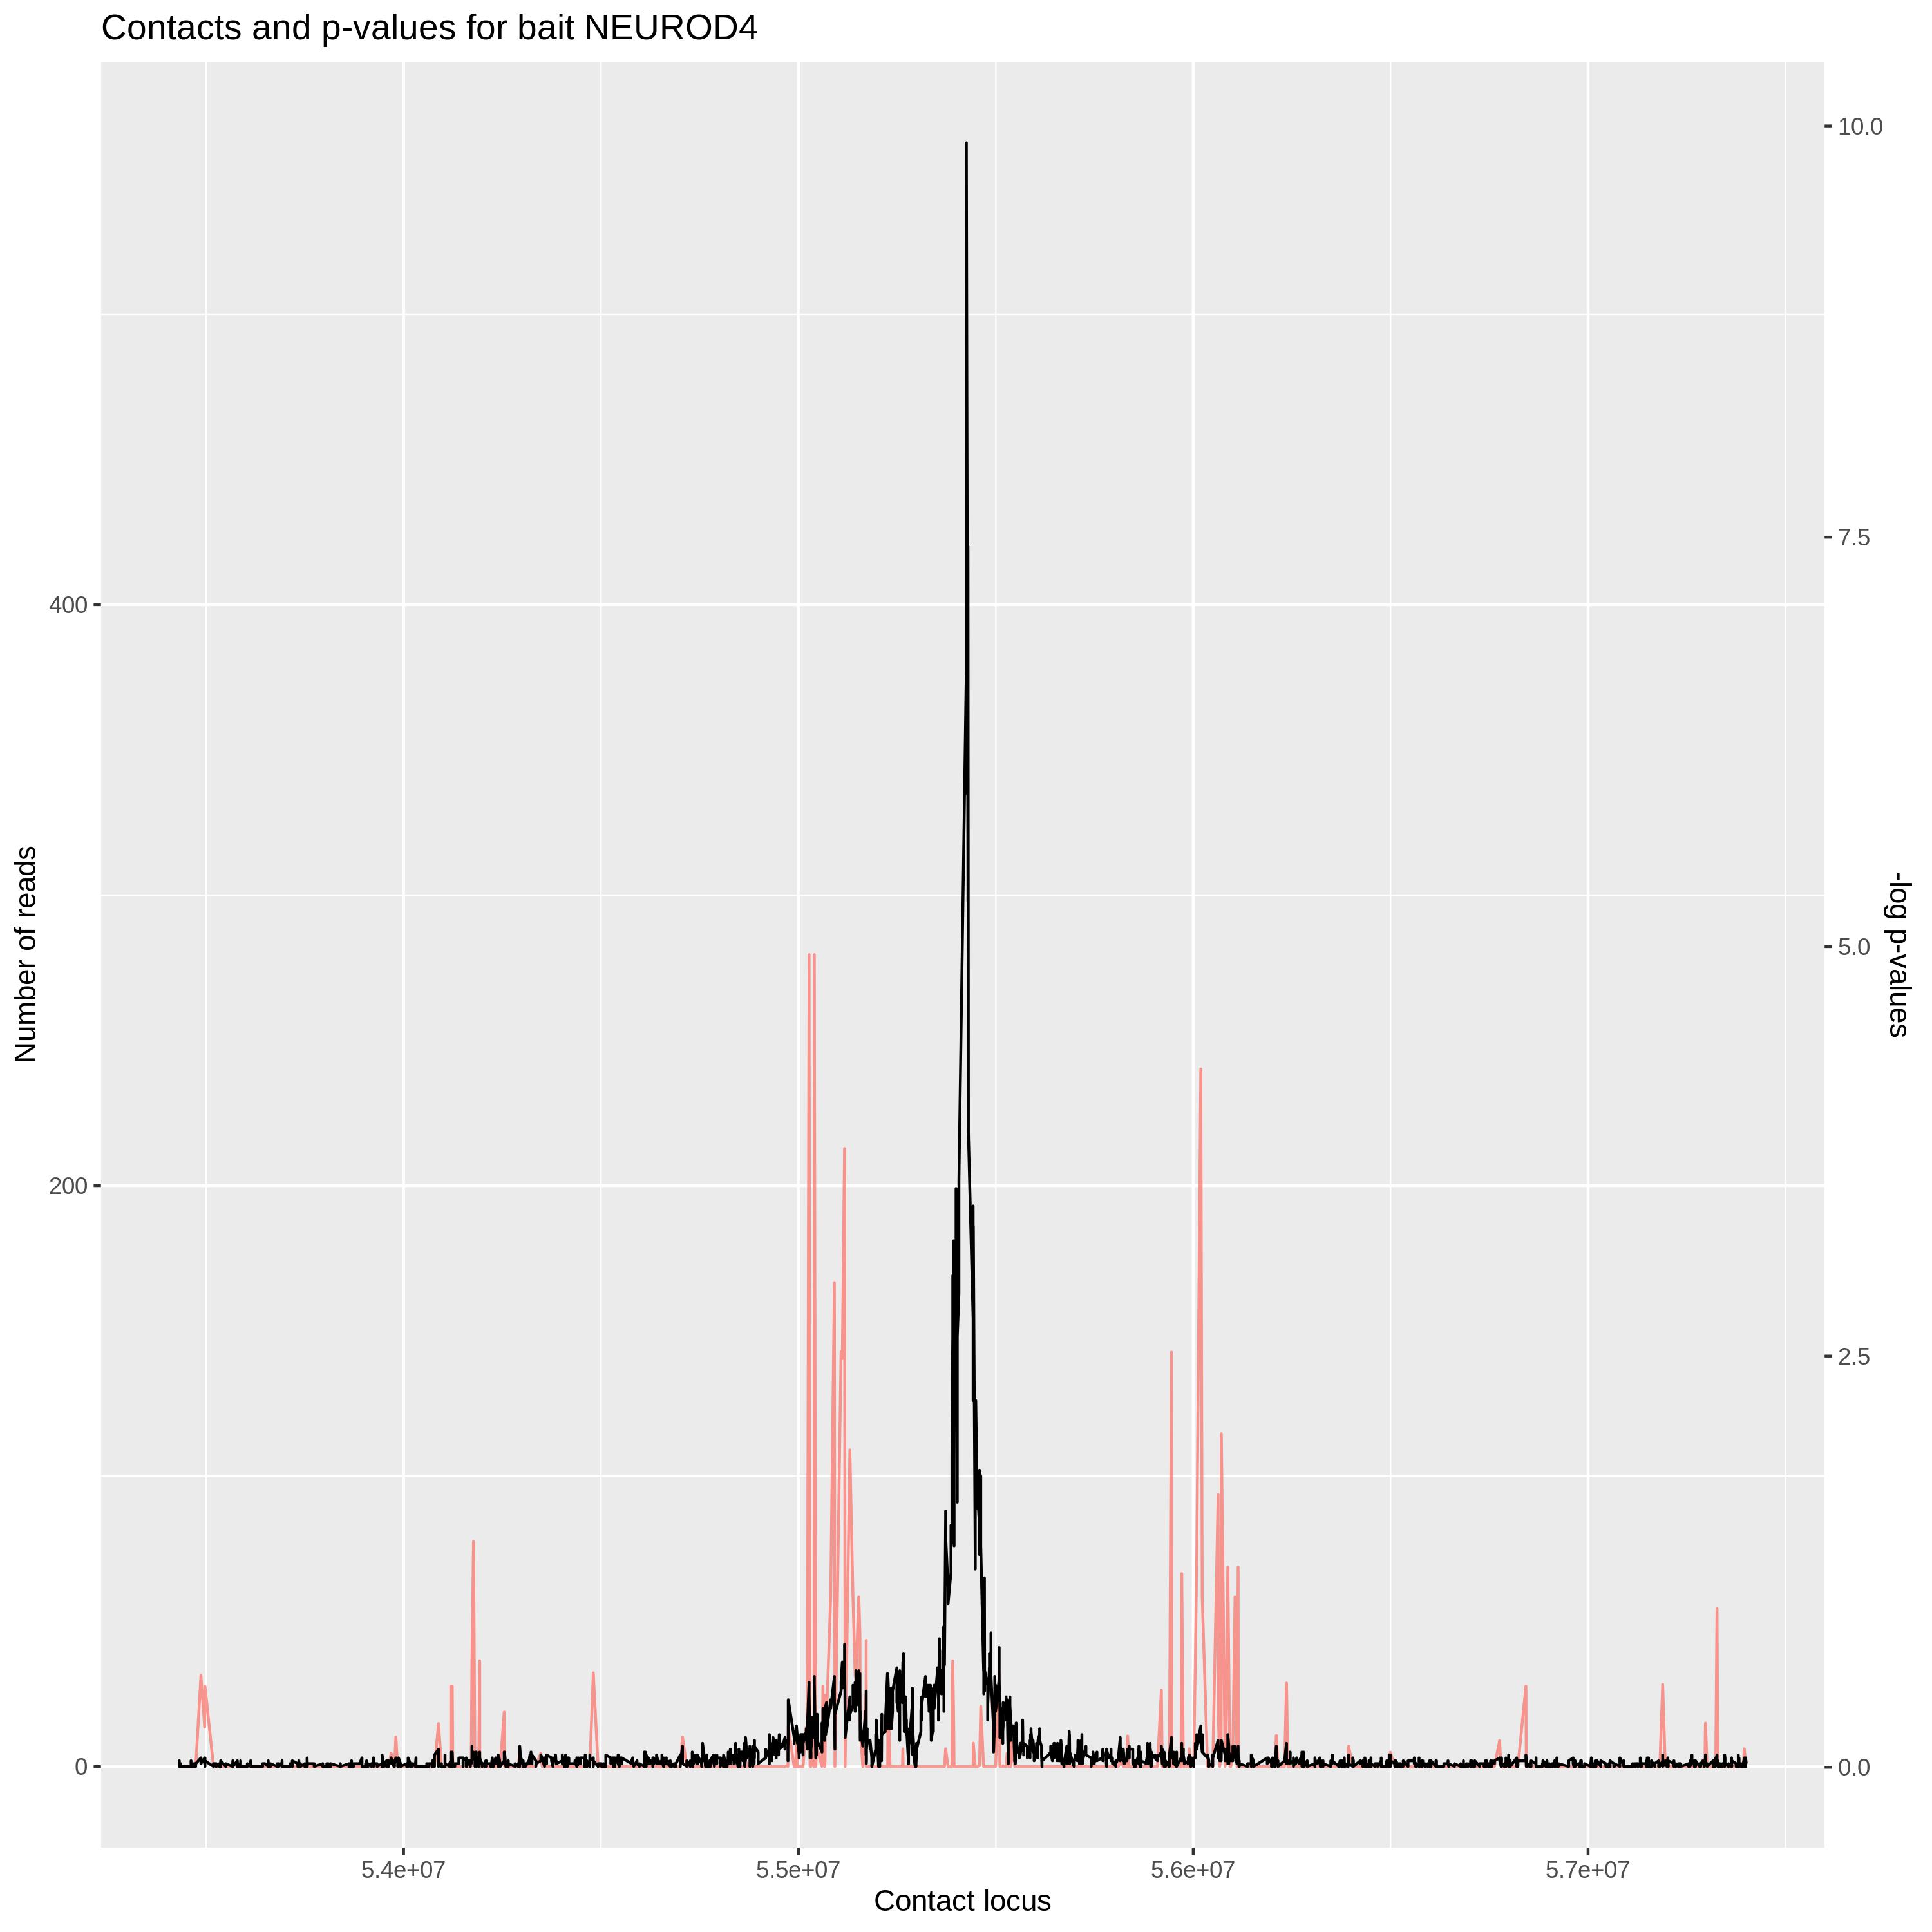 Contacts and p-values for bait NEUROD4
Number of reads
400
200
0
10.0
7.5
5.0
2.5
0.0
-log p-values
5.4e+07
5.5e+07
5.6e+07
5.7e+07
Contact locus